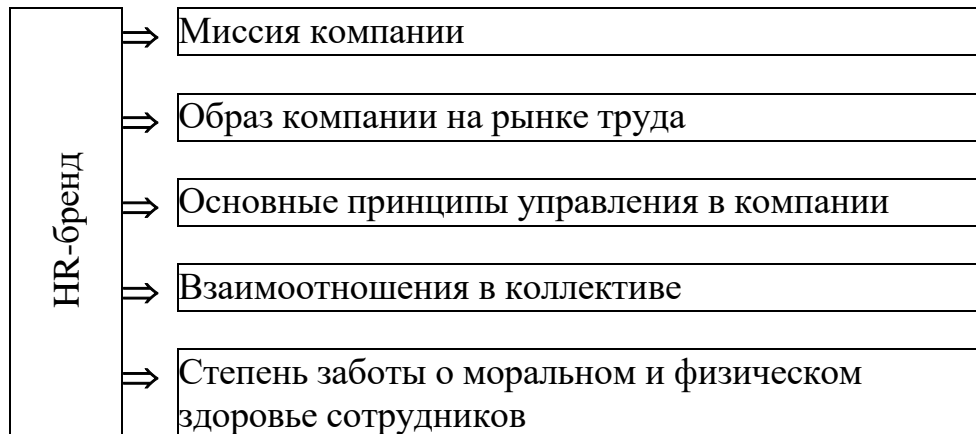 HR-бренд
Миссия компании
Образ компании на рынке труда
Основные принципы управления в компании
Взаимоотношения в коллективе
Степень заботы о моральном и физическом
здоровье сотрудников